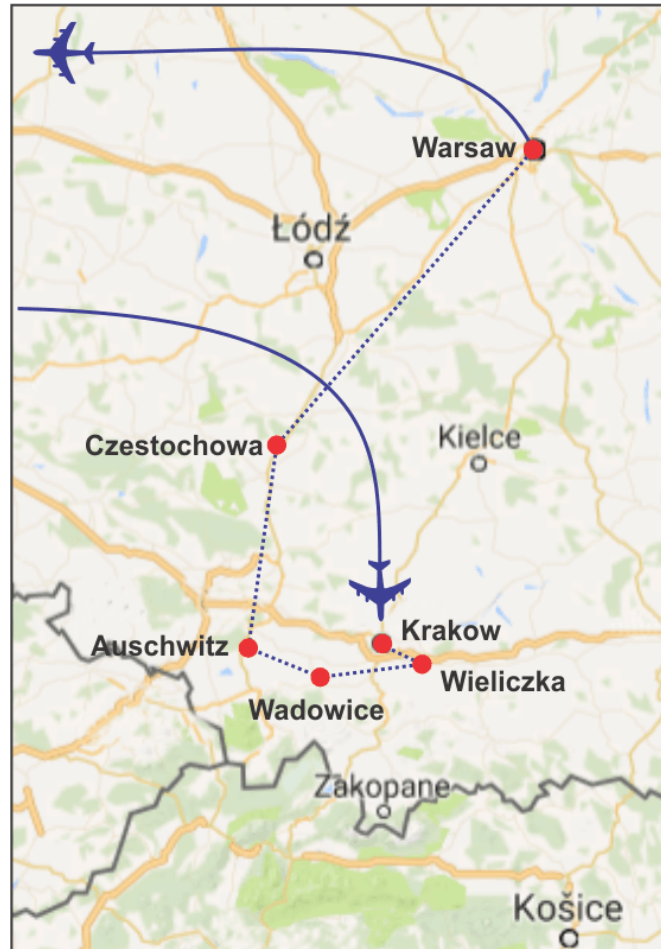 Warsaw
Łódź
Czestochowa
Kielce
Krakow
Auschwitz
Wieliczka
Wadowice
Zakopane
Košice